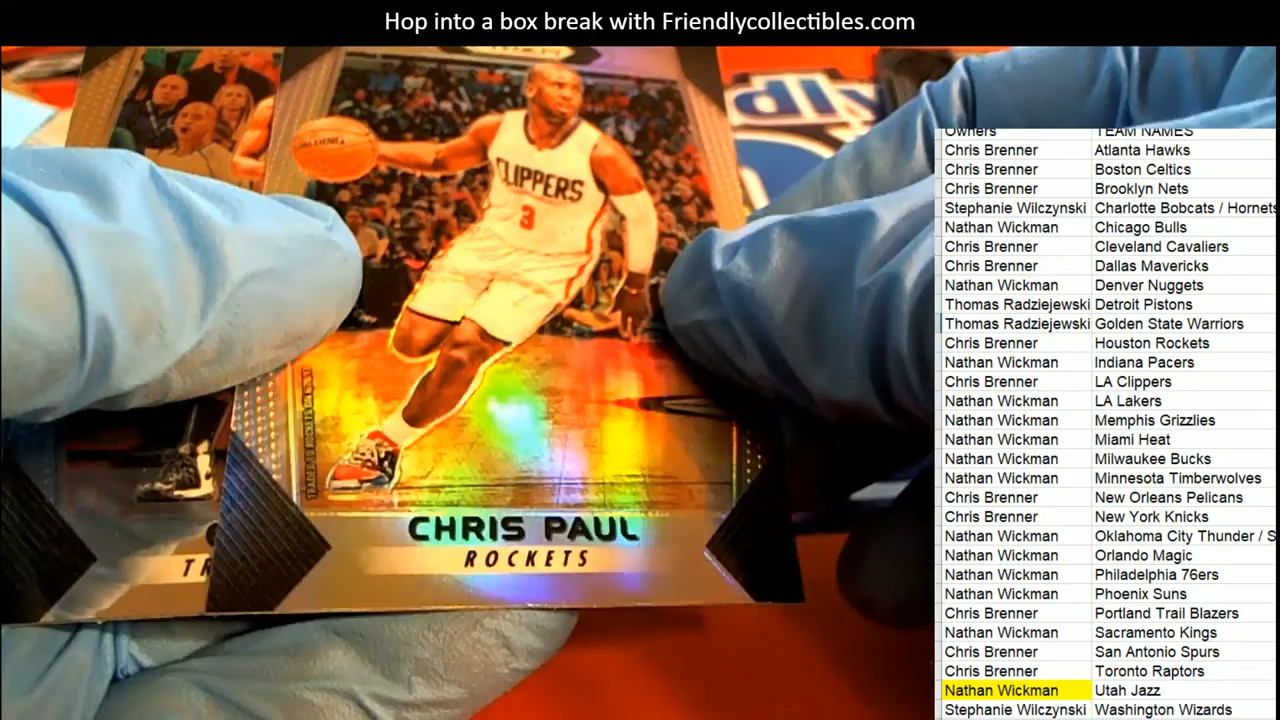 Hop into a box break with Friendlycollectibles.com
CLIPPERS
3
CHRIS PAUL
ROCKETS
TR
dly
Owners TEAM NAMES
Chris Brenner Atlanta Hawks
Chris Brenner Boston Celtics
Chris Brenner Brooklyn Nets
Stephanie Wilczynski Charlotte Bobcats / Hornets
Nathan Wickman Chicago Bulls
Chris Brenner Cleveland Cavaliers
Chris Brenner Dallas Mavericks
Nathan Wickman Denver Nuggets
Thomas Radziejewski Detroit Pistons
Thomas Radziejewski Golden State Warriors
Chris Brenner Houston Rockets
Nathan Wickman Indiana Pacers
Chris Brenner LA Clippers
Nathan Wickman LA Lakers
Nathan Wickman Memphis Grizzlies
Nathan Wickman Miami Heat
Nathan Wickman Milwaukee Bucks
Nathan Wickman Minnesota Timberwolves
Chris Brenner New Orleans Pelicans
Chris Brenner New York Knicks
Nathan Wickman Oklahoma City Thunder / S
Nathan Wickman Orlando Magic
Nathan Wickman Philadelphia 76ers
Nathan Wickman Phoenix Suns
Chris Brenner Portland Trail Blazers
Nathan Wickman Sacramento Kings
Chris Brenner San Antonio Spurs
Chris Brenner Toronto Raptors
Nathan Wickman Utah Jazz
Stephanie Wilczynski Washington Wizards